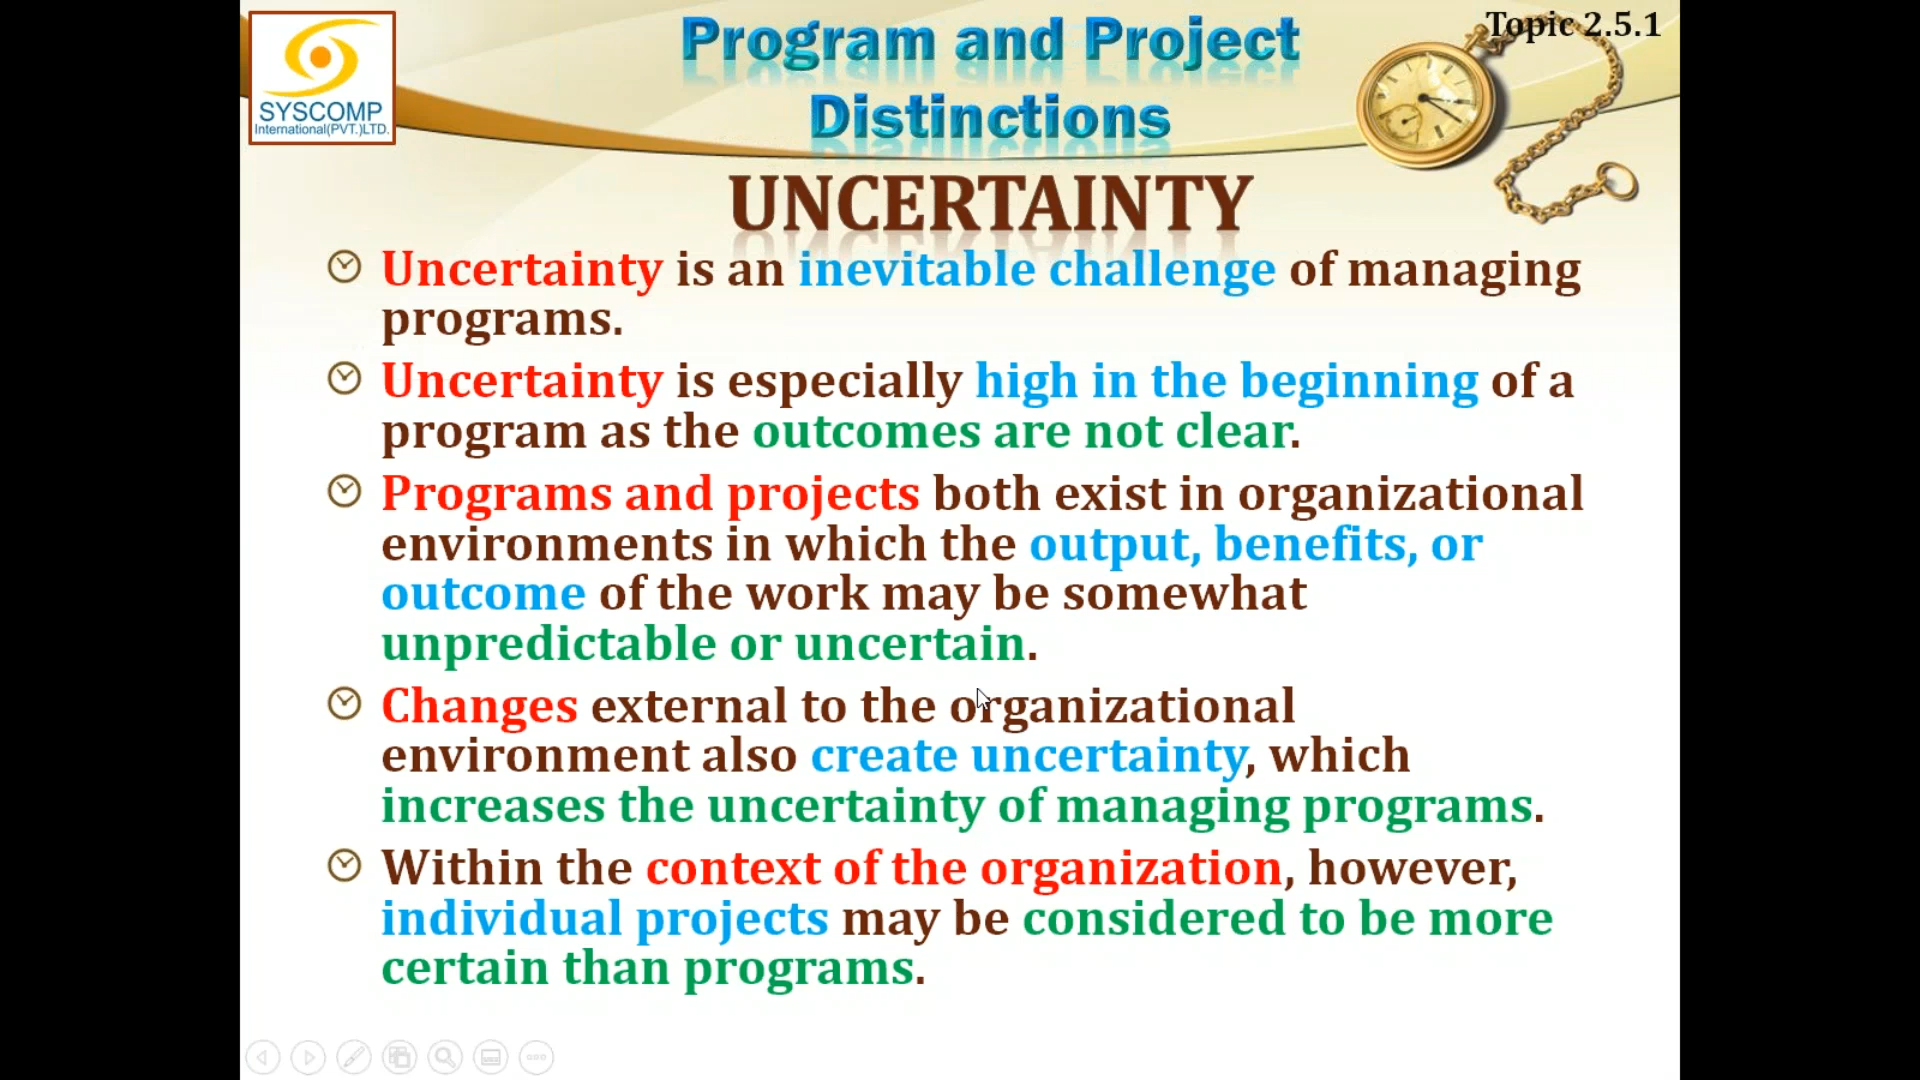 SYSCOMP
International(PVT.)LTD.
Program and Project
Distinctions
Topic 2.5.1
UNCERTAINTY
Uncertainty is an inevitable challenge of managing
programs.
Uncertainty is especially high in the beginning of a
program as the outcomes are not clear.
Programs and projects both exist in organizational
environments in which the output, benefits, or
outcome of the work may be somewhat
unpredictable or uncertain.
Changes external to the organizational
environment also create uncertainty, which
increases the uncertainty of managing programs.
Within the context of the organization, however,
individual projects may be considered to be more
certain than programs.